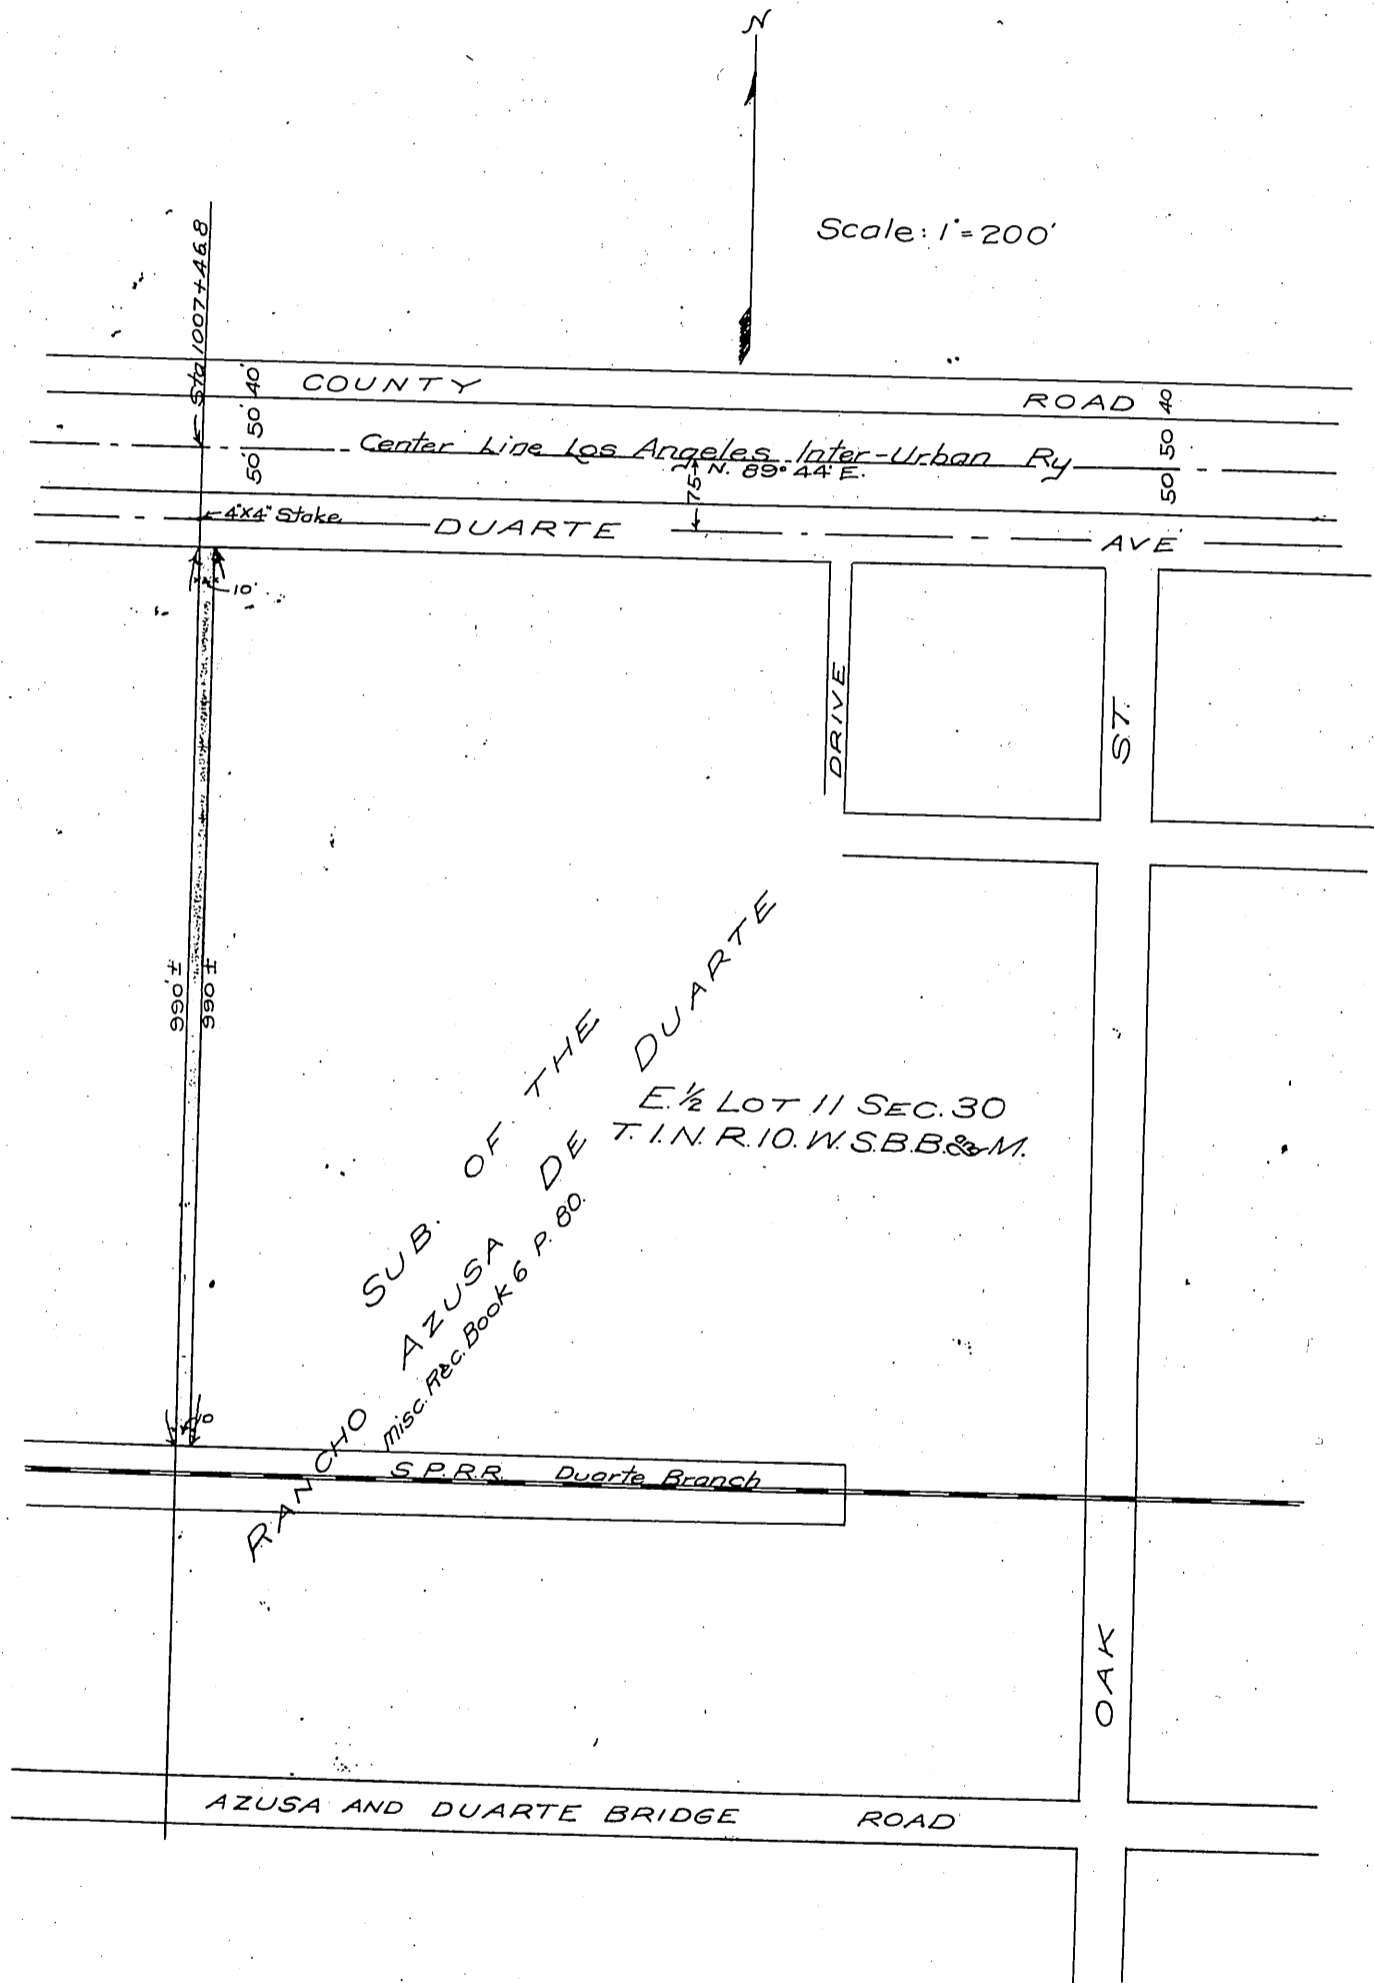 N
Scale: 1"=200'
Sta 1007+46.8
COUNTY ROAD
40'
50'
50'
40
50
50
Center Line Los Angeles Inter-Urban Ry
N. 89° 44' E.
75'
4"X4" Stake
DUARTE AVE
10'
DRIVE
ST.
990' ±
990 ±
SUB. OF THE
RANCHO AZUSA DE DUARTE
Misc. Rec. Book 6 P. 80.
E. ½ LOT 11 SEC. 30
T. 1. N. R. 10. W. S.B.B.&M.
10
S.P.R.R. Duarte Branch
OAK
AZUSA AND DUARTE BRIDGE ROAD